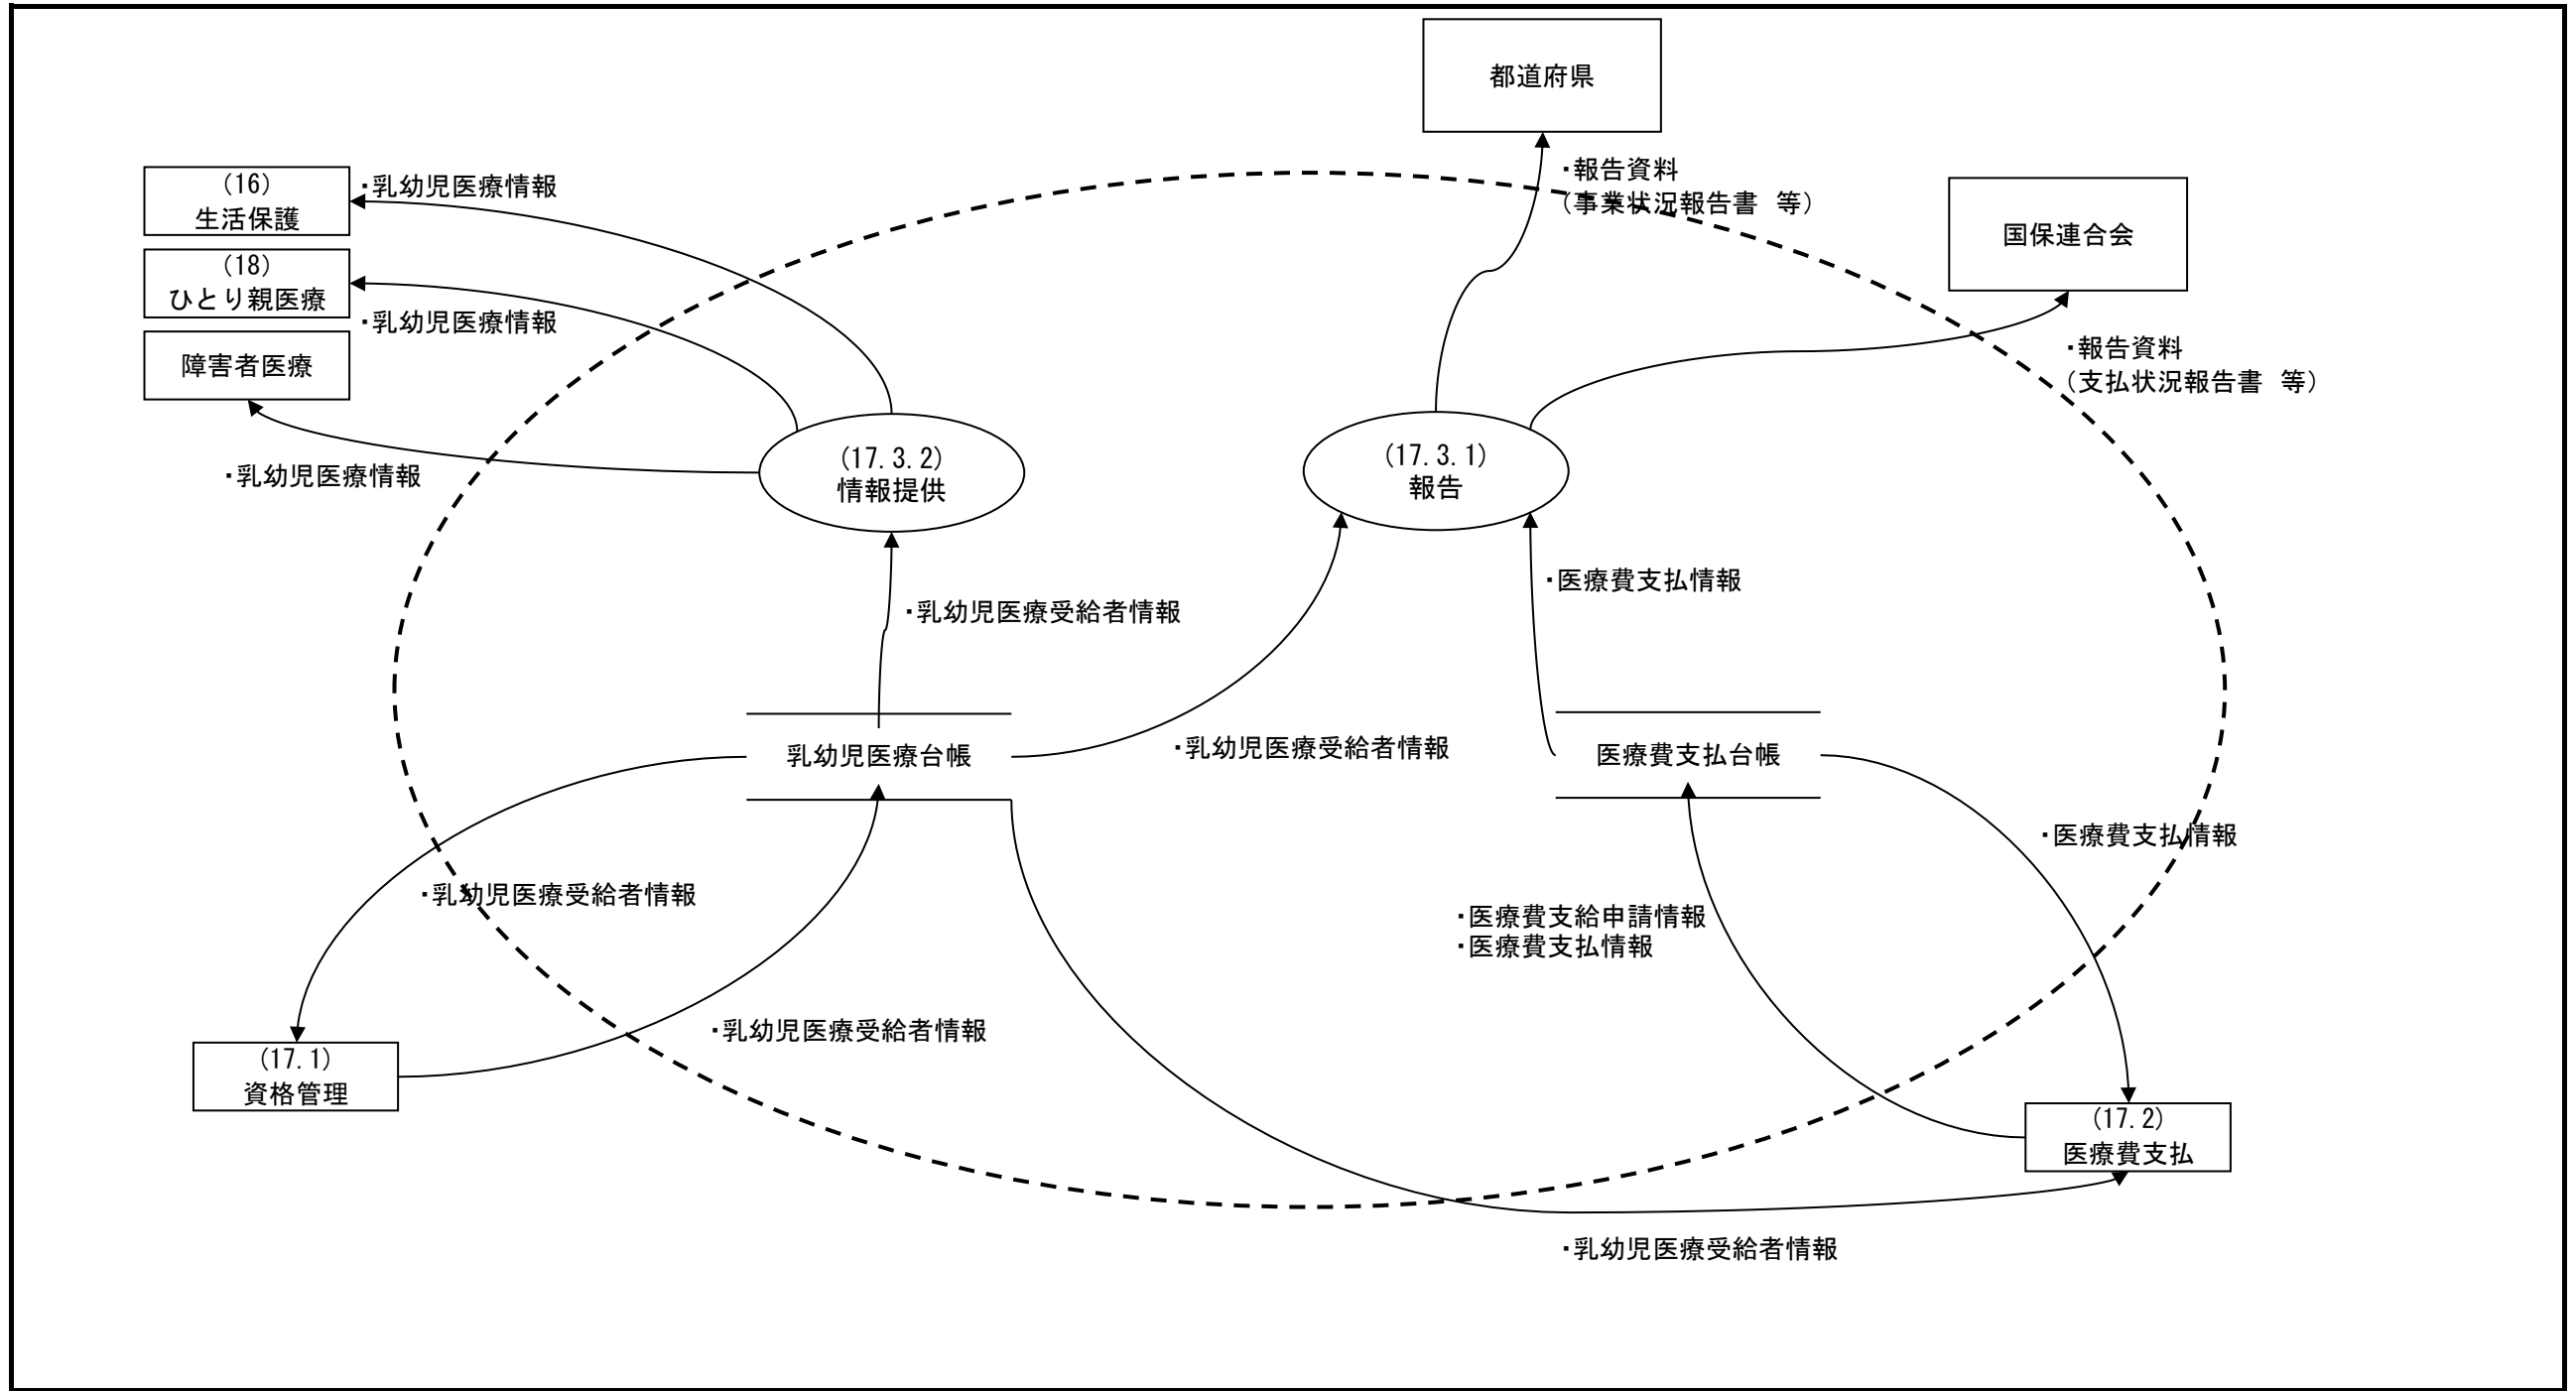 都道府県
・報告資料
（事業状況報告書　等）
(16)
生活保護
・乳幼児医療情報
国保連合会
(18)
ひとり親医療
・乳幼児医療情報
・報告資料
（支払状況報告書　等）
障害者医療
・乳幼児医療情報
(17.3.2)
情報提供
(17.3.1)
報告
・医療費支払情報
・乳幼児医療受給者情報
乳幼児医療台帳
・乳幼児医療受給者情報
医療費支払台帳
・医療費支払情報
・乳幼児医療受給者情報
・医療費支給申請情報
・医療費支払情報
・乳幼児医療受給者情報
(17.1)
資格管理
(17.2)
医療費支払
・乳幼児医療受給者情報